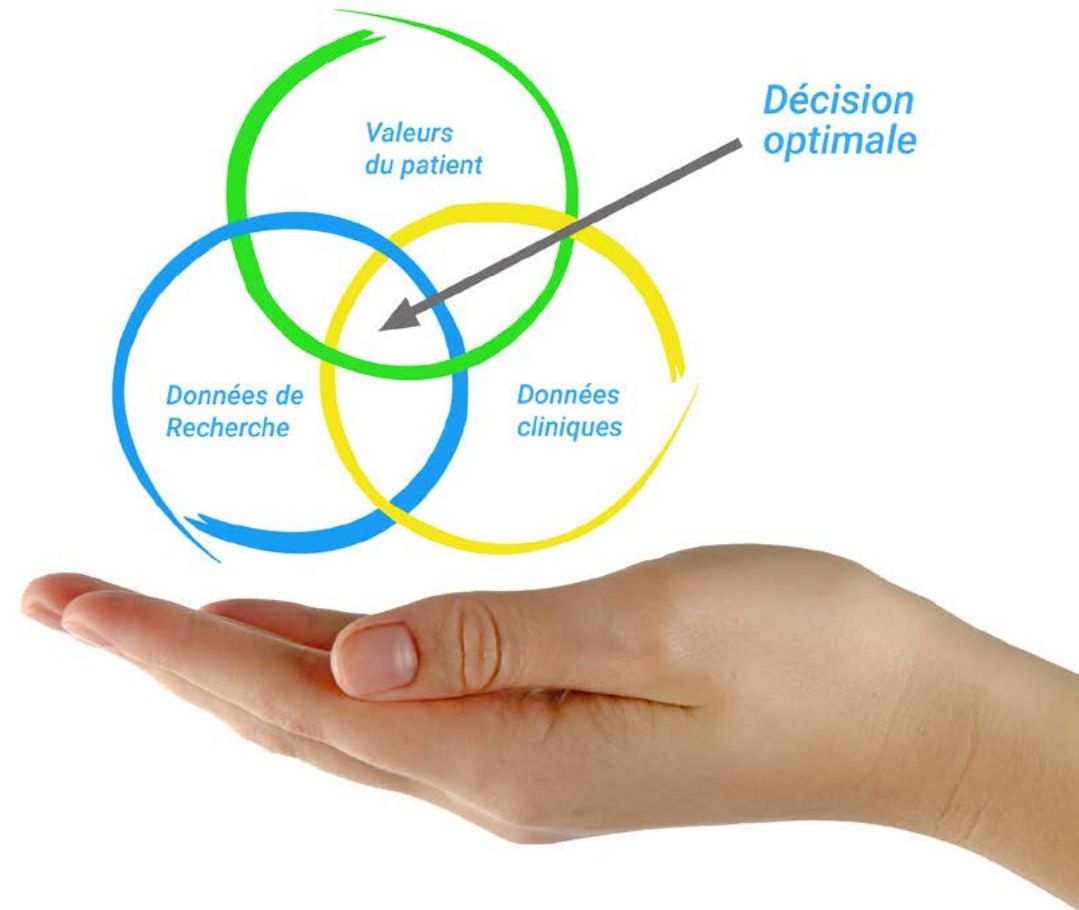 Valeurs
du patient
Décision
optimale
Données de
Recherche
Données
cliniques